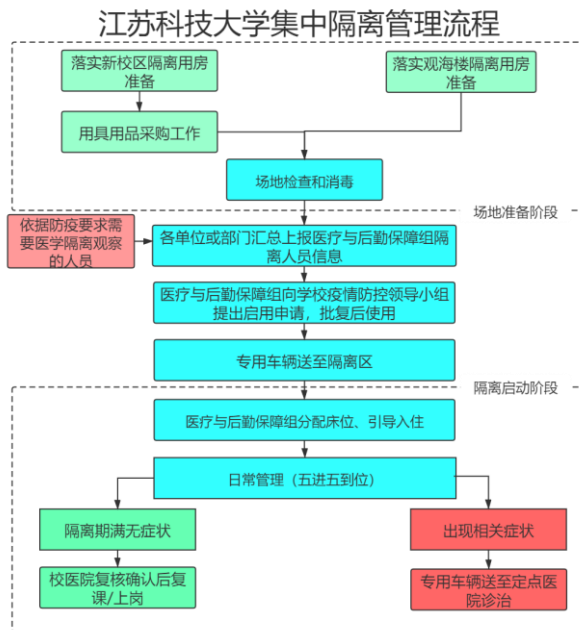 江苏科技大学集中隔离管理流程
落实新校区隔离用房
准备
落实观海楼隔离用房
准备
用具用品采购工作
场地检查和消毒
场地准备阶段
依据防疫要求需
要医学隔离观察
的人员
各单位或部门汇总上报医疗与后勤保障组隔
离人员信息
医疗与后勤保障组向学校疫情防控领导小组
提出启用申请，批复后使用
专用车辆送至隔离区
隔离启动阶段
医疗与后勤保障组分配床位、引导入住
日常管理（五进五到位）
隔离期满无症状
出现相关症状
校医院复核确认后复
课/上岗
专用车辆送至定点医
院诊治